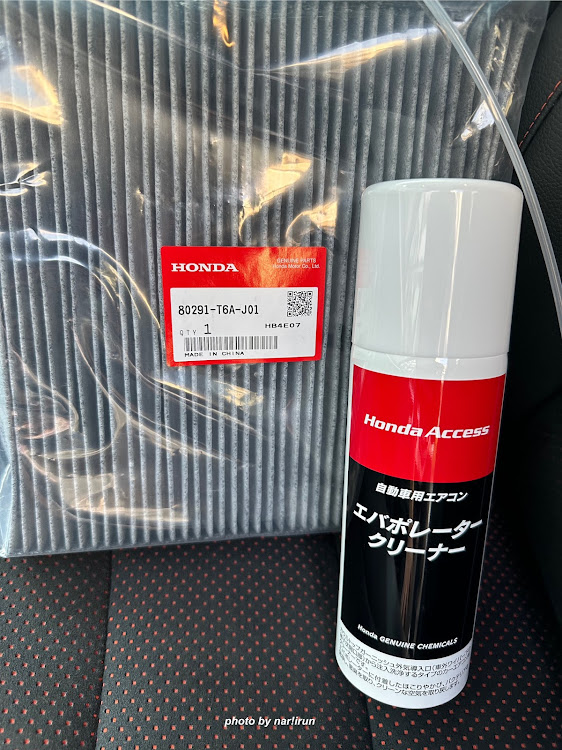 HONDA
GENUINE PARTS
Honda Motor Co., Ltd.
80291-T6A-J01
QTY 1
HB4E07
MADE IN CHINA
Honda Access
自動車用エアコン
エバポレーター
クリーナー
Honda GENUINE CHEMICALS
photo by nar!irun